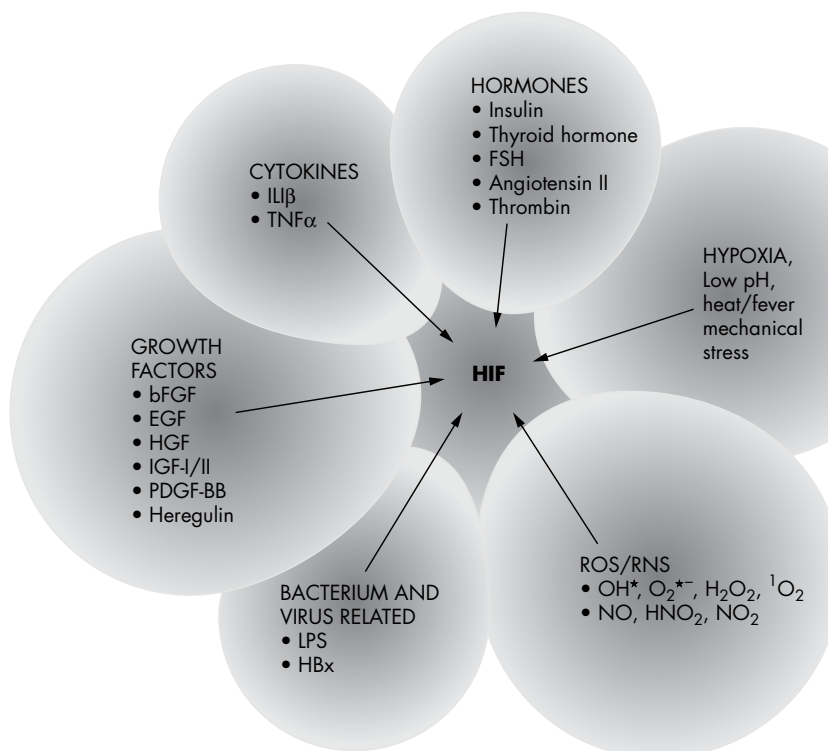 HORMONES
• Insulin
• Thyroid hormone
• FSH
• Angiotensin II
• Thrombin
CYTOKINES
• ILIβ
• TNFα
HYPOXIA,
Low pH,
heat/fever
mechanical
stress
GROWTH
FACTORS
• bFGF
• EGF
• HGF
• IGF-I/II
• PDGF-BB
• Heregulin
HIF
ROS/RNS
• OH★, O₂★⁻, H₂O₂, ¹O₂
• NO, HNO₂, NO₂
BACTERIUM AND
VIRUS RELATED
• LPS
• HBx